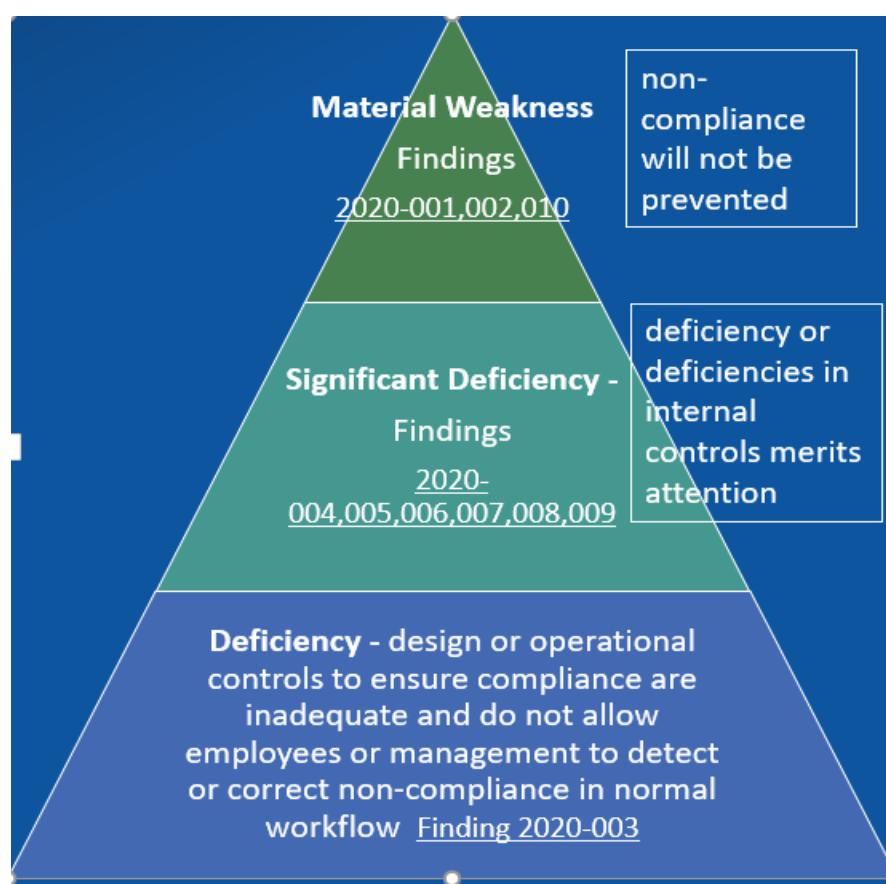 Material Weakness
Findings
2020-001,002,010
non-
compliance
will not be
prevented
Significant Deficiency -
Findings
2020-
004,005,006,007,008,009
deficiency or
deficiencies in
internal
controls merits
attention
Deficiency - design or operational
controls to ensure compliance are
inadequate and do not allow
employees or management to detect
or correct non-compliance in normal
workflow Finding 2020-003